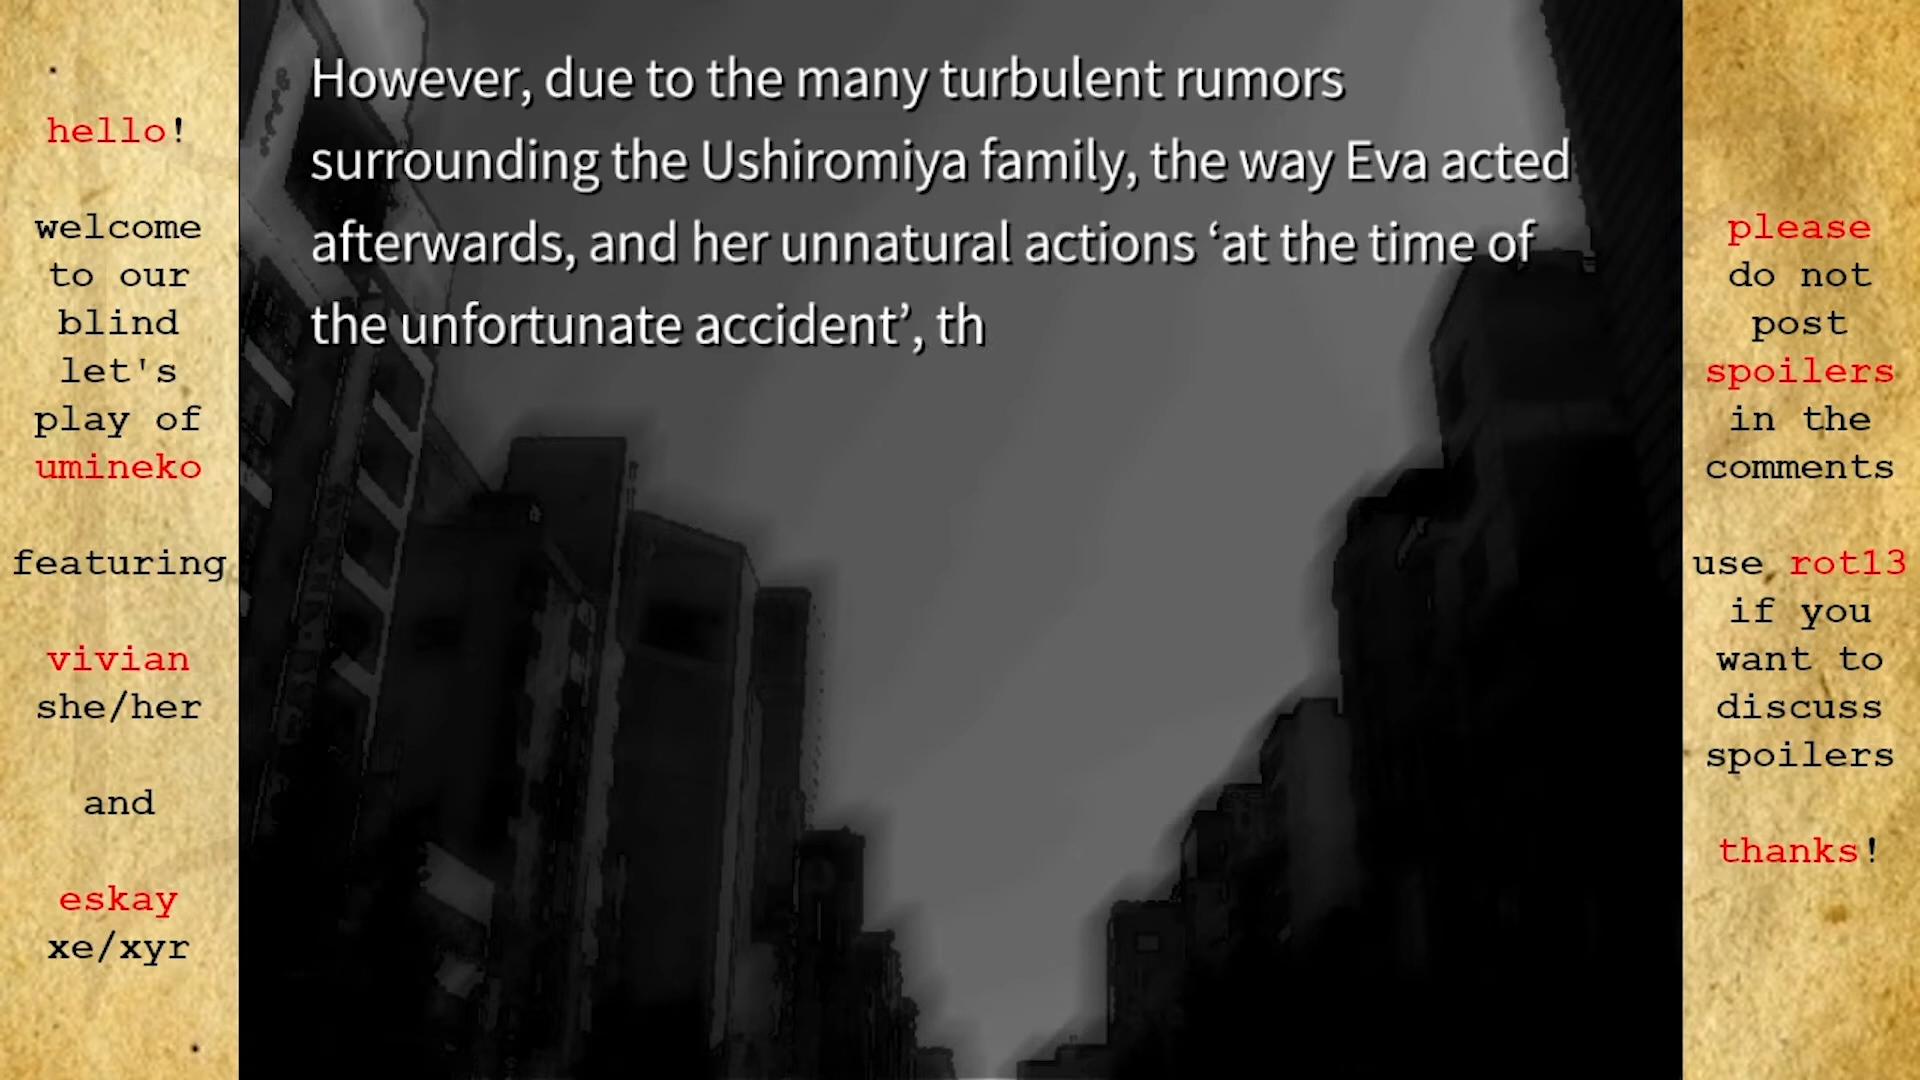 hello!
welcome
to our
blind
let's
play of
umineko
featuring
vivian
she/her
and
eskay
xe/xyr
However, due to the many turbulent rumors
surrounding the Ushiromiya family, the way Eva acted
afterwards, and her unnatural actions ‘at the time of
the unfortunate accident’, th
please
do not
post
spoilers
in the
comments
use rot13
if you
want to
discuss
spoilers
thanks!